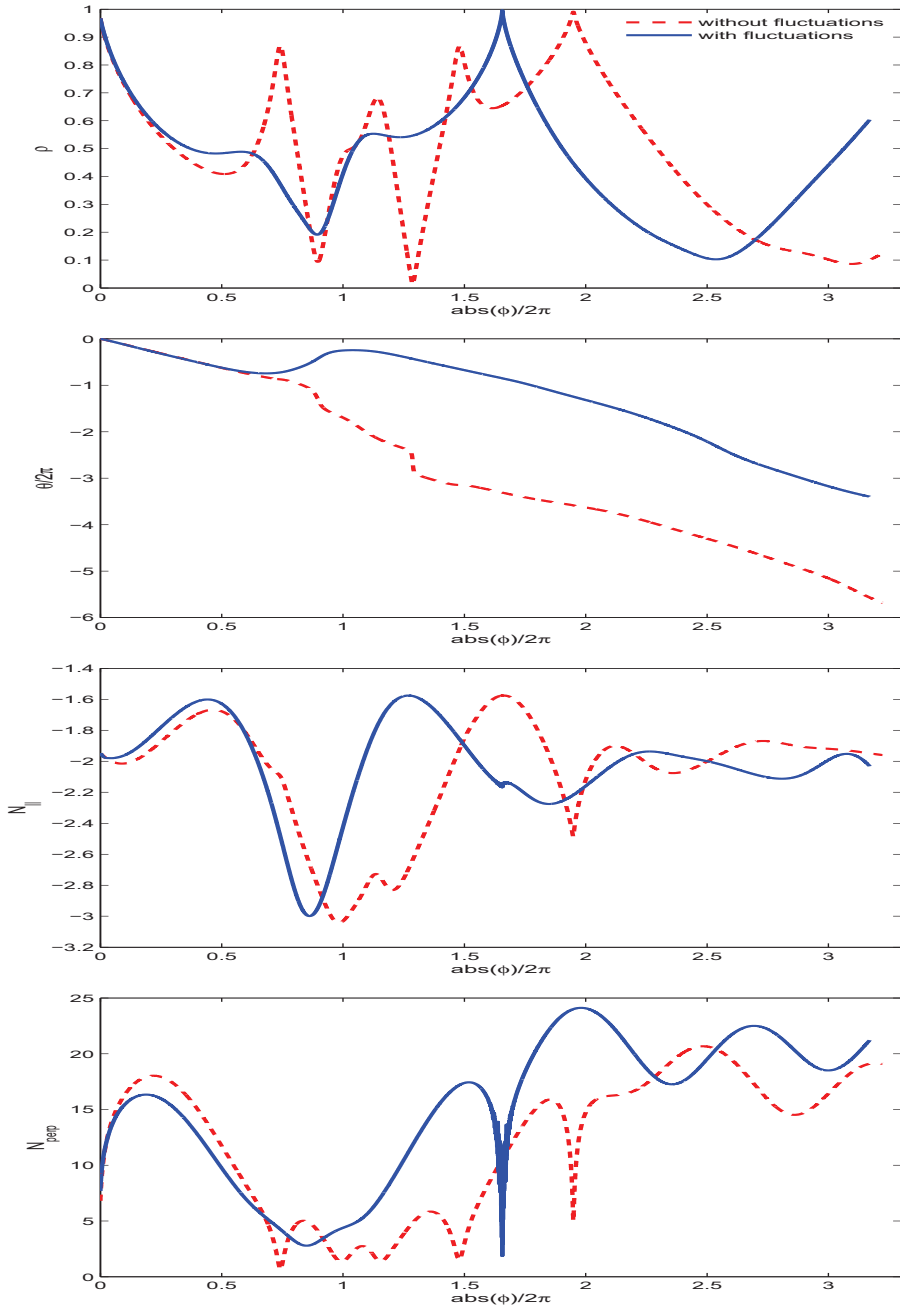 1
0.9
0.8
0.7
0.6
0.5
0.4
0.3
0.2
0.1
0
ρ
without fluctuations
with fluctuations
0 0.5 1 1.5 2 2.5 3
abs(ϕ)/2π
0
−1
−2
−3
−4
−5
−6
θ/2π
0 0.5 1 1.5 2 2.5 3
abs(ϕ)/2π
−1.4
−1.6
−1.8
−2
−2.2
−2.4
−2.6
−2.8
−3
−3.2
N||
0 0.5 1 1.5 2 2.5 3
abs(ϕ)/2π
25
20
15
10
5
0
Nperp
0 0.5 1 1.5 2 2.5 3
abs(ϕ)/2π